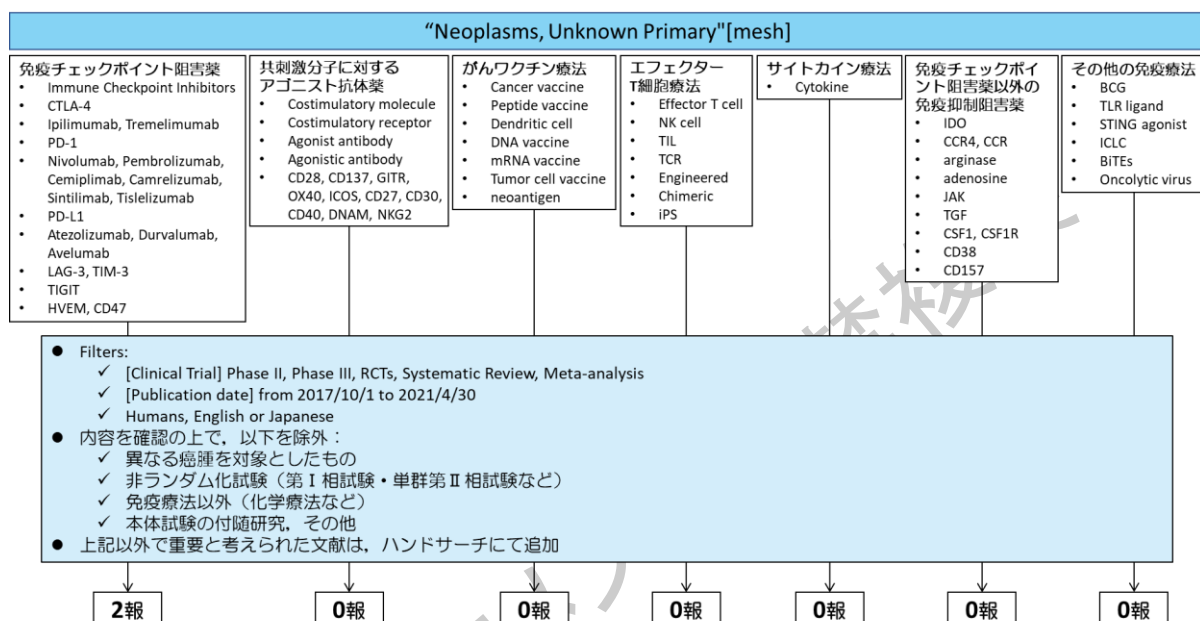 “Neoplasms, Unknown Primary"[mesh]
免疫チェックポイント阻害薬
• Immune Checkpoint Inhibitors
• CTLA-4
• Ipilimumab, Tremelimumab
• PD-1
• Nivolumab, Pembrolizumab,
Cemiplimab, Camrelizumab,
Sintilimab, Tislelizumab
• PD-L1
• Atezolizumab, Durvalumab,
Avelumab
• LAG-3, TIM-3
• TIGIT
• HVEM, CD47
共刺激分子に対する
アゴニスト抗体薬
• Costimulatory molecule
• Costimulatory receptor
• Agonist antibody
• Agonistic antibody
• CD28, CD137, GITR,
OX40, ICOS, CD27, CD30,
CD40, DNAM, NKG2
がんワクチン療法
• Cancer vaccine
• Peptide vaccine
• Dendritic cell
• DNA vaccine
• mRNA vaccine
• Tumor cell vaccine
• neoantigen
エフェクター
T細胞療法
• Effector T cell
• NK cell
• TIL
• TCR
• Engineered
• Chimeric
• iPS
サイトカイン療法
• Cytokine
免疫チェックポイ
ント阻害薬以外の
免疫抑制阻害薬
• IDO
• CCR4, CCR
• arginase
• adenosine
• JAK
• TGF
• CSF1, CSF1R
• CD38
• CD157
その他の免疫療法
• BCG
• TLR ligand
• STING agonist
• ICLC
• BiTEs
• Oncolytic virus
● Filters:
✓ [Clinical Trial] Phase II, Phase III, RCTs, Systematic Review, Meta-analysis
✓ [Publication date] from 2017/10/1 to 2021/4/30
✓ Humans, English or Japanese
● 内容を確認の上で，以下を除外：
✓ 異なる癌腫を対象としたもの
✓ 非ランダム化試験（第Ⅰ相試験・単群第Ⅱ相試験など）
✓ 免疫療法以外（化学療法など）
✓ 本体試験の付随研究，その他
● 上記以外で重要と考えられた文献は，ハンドサーチにて追加
2報
0報
0報
0報
0報
0報
0報